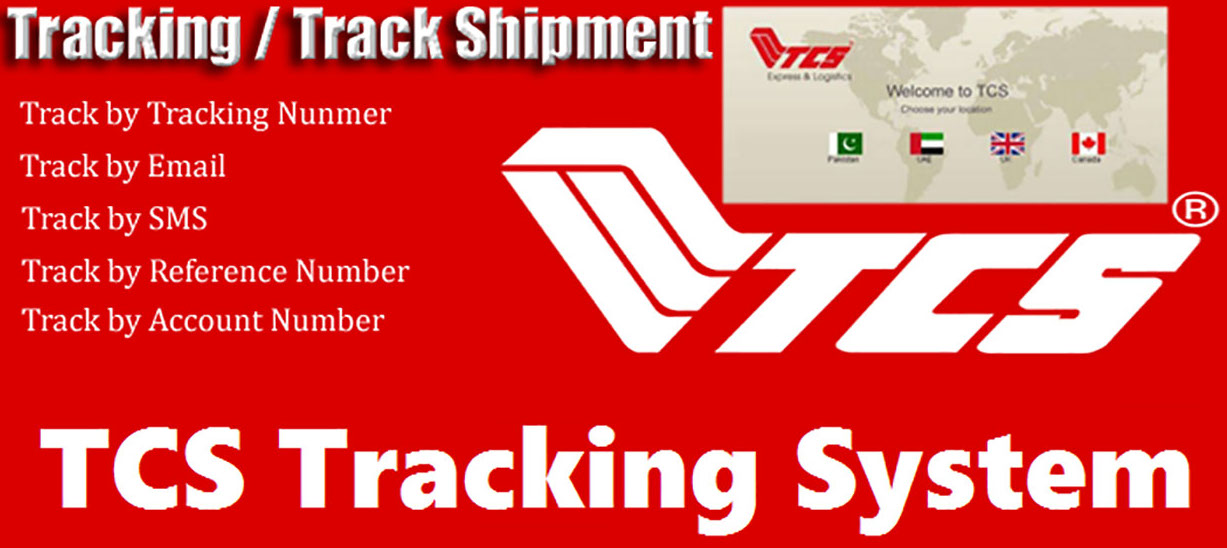 Tracking / Track Shipment
Track by Tracking Nunmer
Track by Email
Track by SMS
Track by Reference Number
Track by Account Number
TCS
Express & Logistics
Welcome to TCS
Choose your location
Pakistan UAE UK Canada
TCS ®
TCS Tracking System